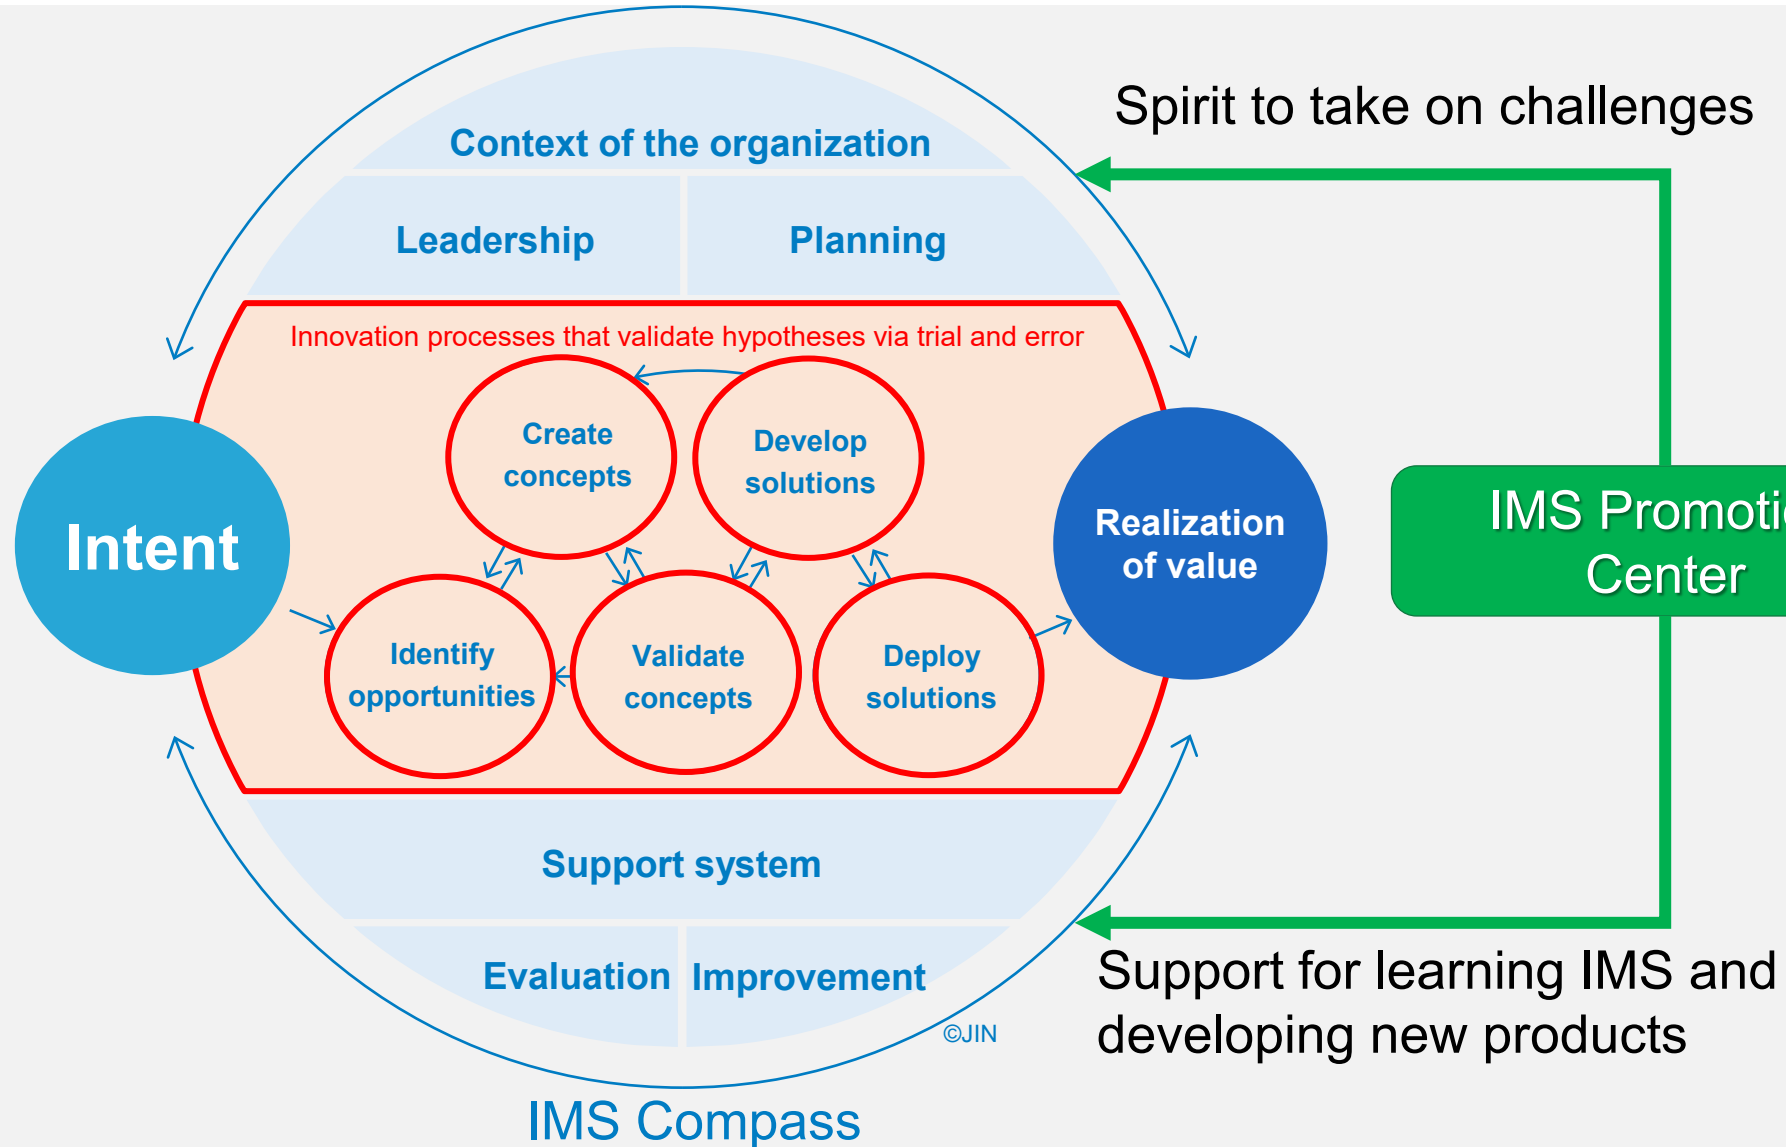 Spirit to take on challenges
Context of the organization
Leadership
Planning
Innovation processes that validate hypotheses via trial and error
Create
concepts
Develop
solutions
Intent
Realization
of value
IMS Promoti
Center
Identify
opportunities
Validate
concepts
Deploy
solutions
Support system
Evaluation
Improvement
Support for learning IMS and
developing new products
©JIN
IMS Compass